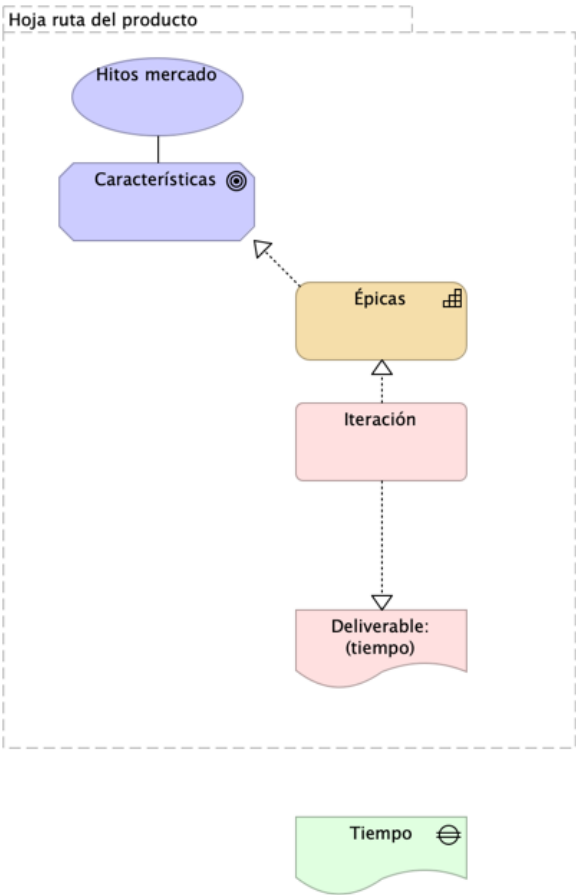 Hoja ruta del producto
Hitos mercado
Características
Épicas
Iteración
Deliverable:
(tiempo)
Tiempo